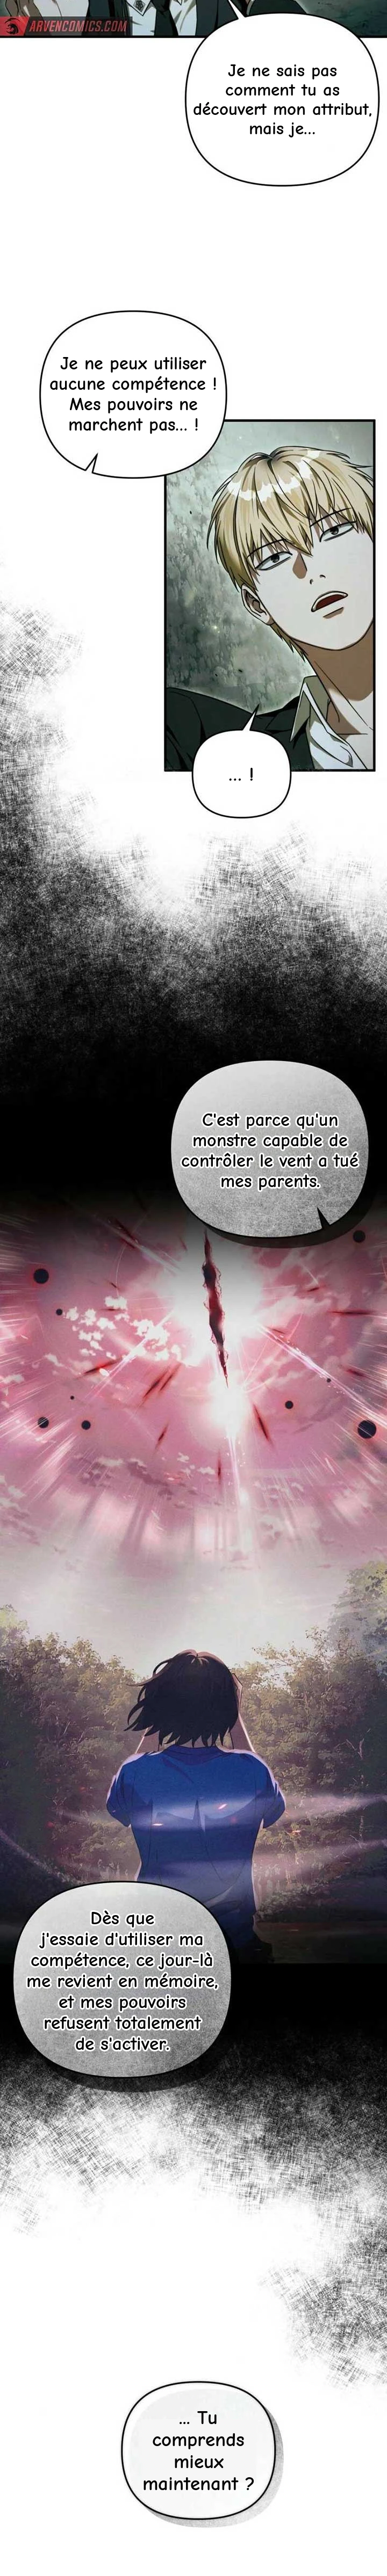 ARVENCOMICS.COM
Je ne sais pas
comment tu as
découvert mon attribut,
mais je...
Je ne peux utiliser
aucune compétence !
Mes pouvoirs ne
marchent pas... !
... !
C'est parce qu'un
monstre capable de
contrôler le vent a tué
mes parents.
Dès que
j'essaie d'utiliser ma
compétence, ce jour-là
me revient en mémoire,
et mes pouvoirs
refusent totalement
de s'activer.
... Tu
comprends
mieux
maintenant ?